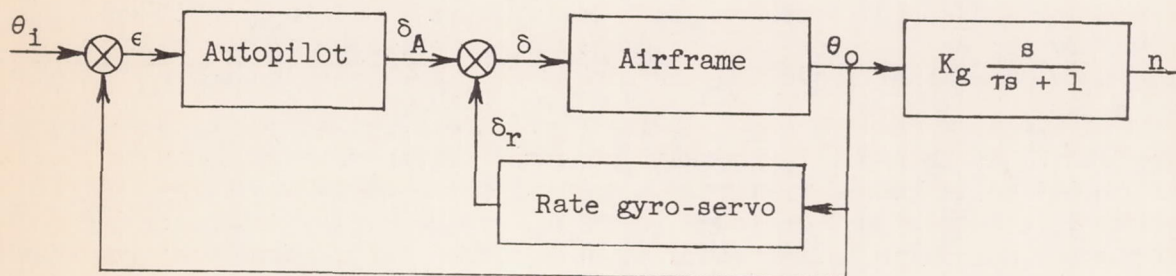 θi
ε
Autopilot
δA
δ
Airframe
θo
Kg s / τs + 1
n
δr
Rate gyro-servo